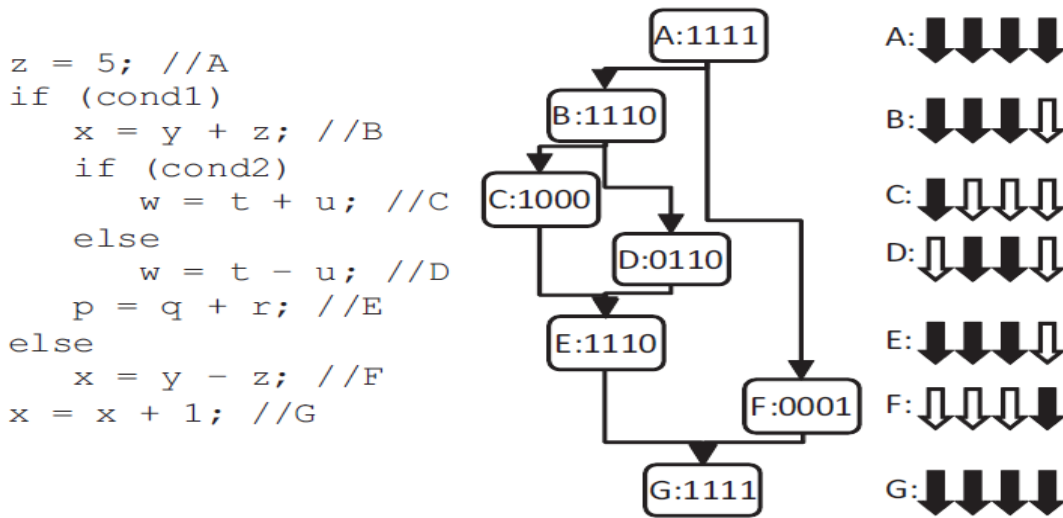 z = 5; //A
if (cond1)
x = y + z; //B
if (cond2)
w = t + u; //C
else
w = t - u; //D
p = q + r; //E
else
x = y - z; //F
x = x + 1; //G
A:1111
B:1110
C:1000
D:0110
E:1110
F:0001
G:1111
A:
B:
C:
D:
E:
F:
G: